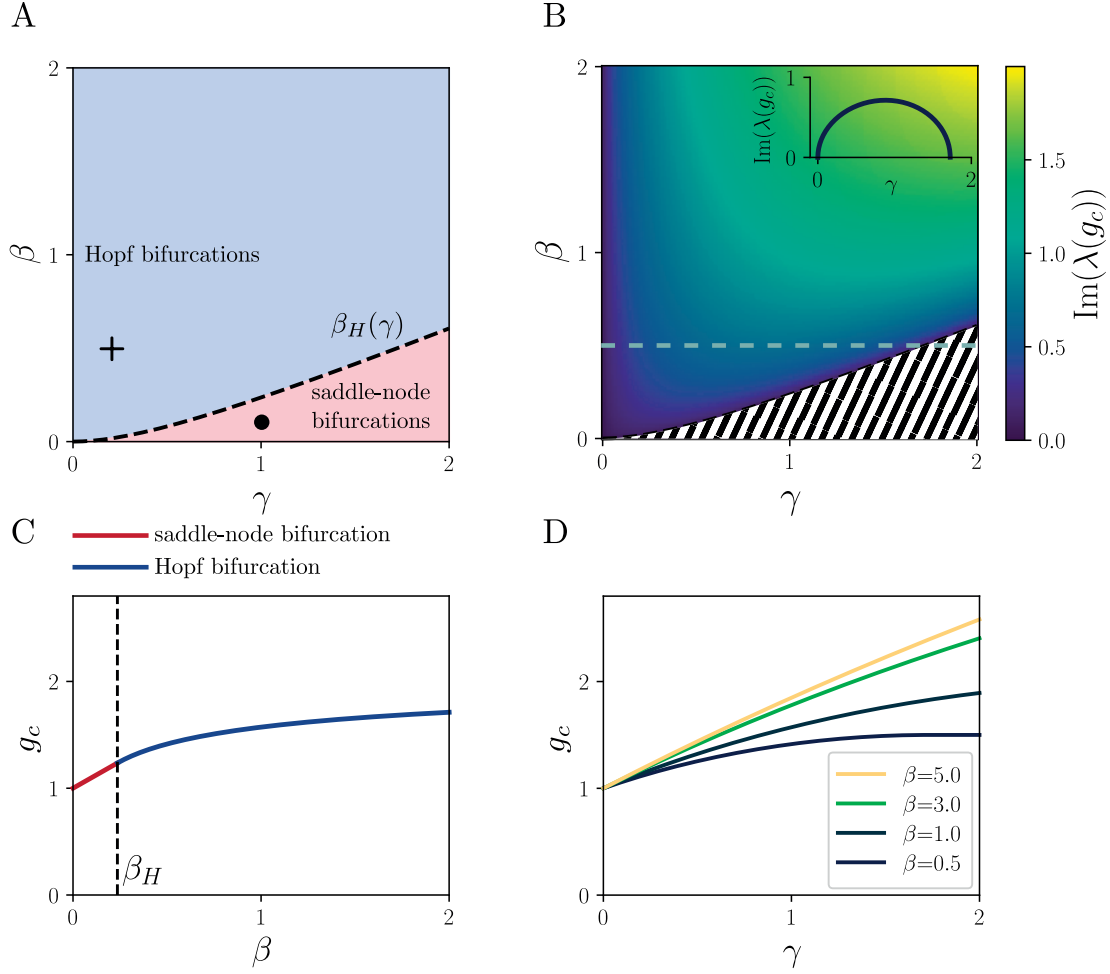 A
2
1
0
β
Hopf bifurcations
β_H(γ)
saddle-node
bifurcations
0
1
2
γ
B
2
1
0
β
1
0
Im(λ(g_c))
0
γ
2
0
1
2
γ
1.5
1.0
0.5
0.0
Im(λ(g_c))
C
saddle-node bifurcation
Hopf bifurcation
2
1
0
g_c
β_H
0
1
2
β
D
2
1
0
g_c
β=5.0
β=3.0
β=1.0
β=0.5
0
1
2
γ